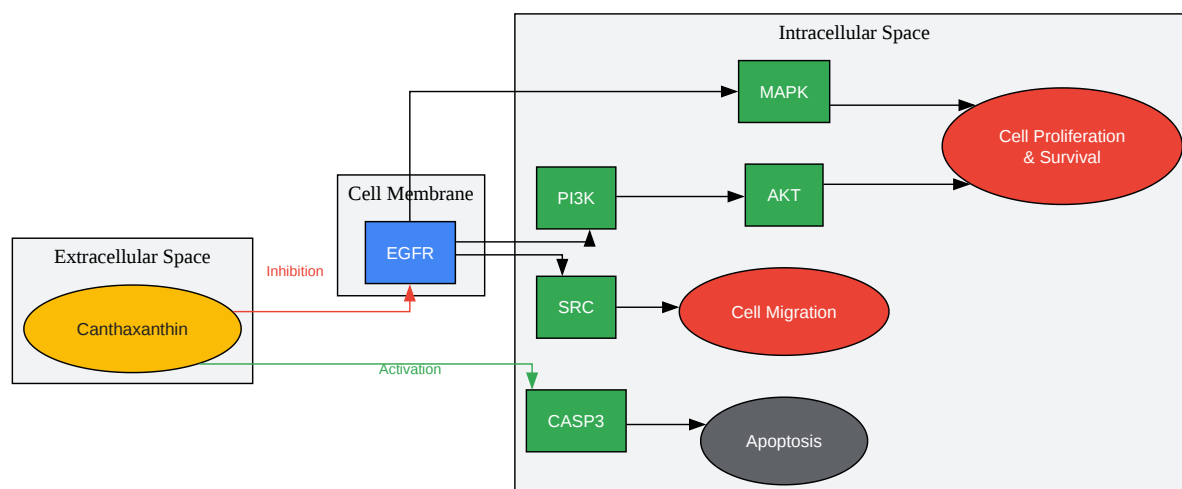 Intracellular Space
MAPK
Cell Proliferation
& Survival
Cell Membrane
PI3K
AKT
EGFR
Extracellular Space
Inhibition
SRC
Cell Migration
Canthaxanthin
Activation
CASP3
Apoptosis